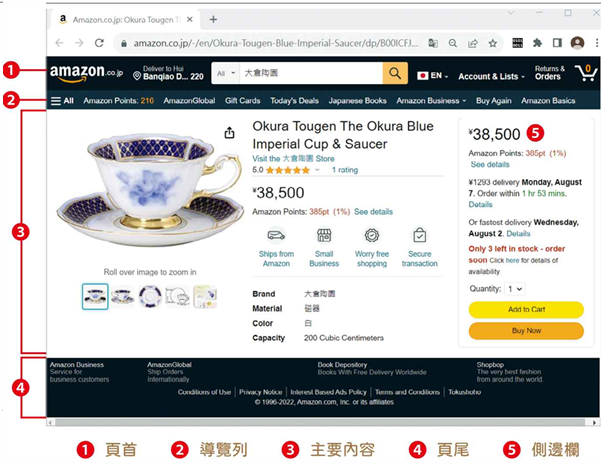 Amazon.co.jp: Okura Tougen T
amazon.co.jp/-/en/Okura-Tougen-Blue-Imperial-Saucer/dp/B00ICFJ...
1
amazon.co.jp
Deliver to Hui
Banqiao D... 220
All
大倉陶園
EN
Account & Lists
Returns &
Orders
0
2
All
Amazon Points: 210
AmazonGlobal
Gift Cards
Today's Deals
Japanese Books
Amazon Business
Buy Again
Amazon Basics
3
Roll over image to zoom in
Okura Tougen The Okura Blue
Imperial Cup & Saucer
Visit the 大倉陶園 Store
5.0
1 rating
¥38,500
Amazon Points: 385pt (1%) See details
Ships from
Amazon
Small
Business
Worry free
shopping
Secure
transaction
Brand 大倉陶園
Material 磁器
Color 白
Capacity 200 Cubic Centimeters
¥38,500
5
Amazon Points: 385pt (1%)
See details
¥1293 delivery Monday, August
7. Order within 1 hr 53 mins.
Details
Or fastest delivery Wednesday,
August 2. Details
Only 3 left in stock - order
soon Click here for details of
availability
Quantity: 1
Add to Cart
Buy Now
4
Amazon Business
Service for
business customers
AmazonGlobal
Ship Orders
Internationally
Book Depository
Books With Free Delivery Worldwide
Shopbop
The very best fashion
from around the world.
Conditions of Use
Privacy Notice
Interest Based Ads Policy
Terms and Conditions
Tokushoho
© 1996-2022, Amazon.com, Inc. or its affiliates
1 頁首
2 導覽列
3 主要內容
4 頁尾
5 側邊欄